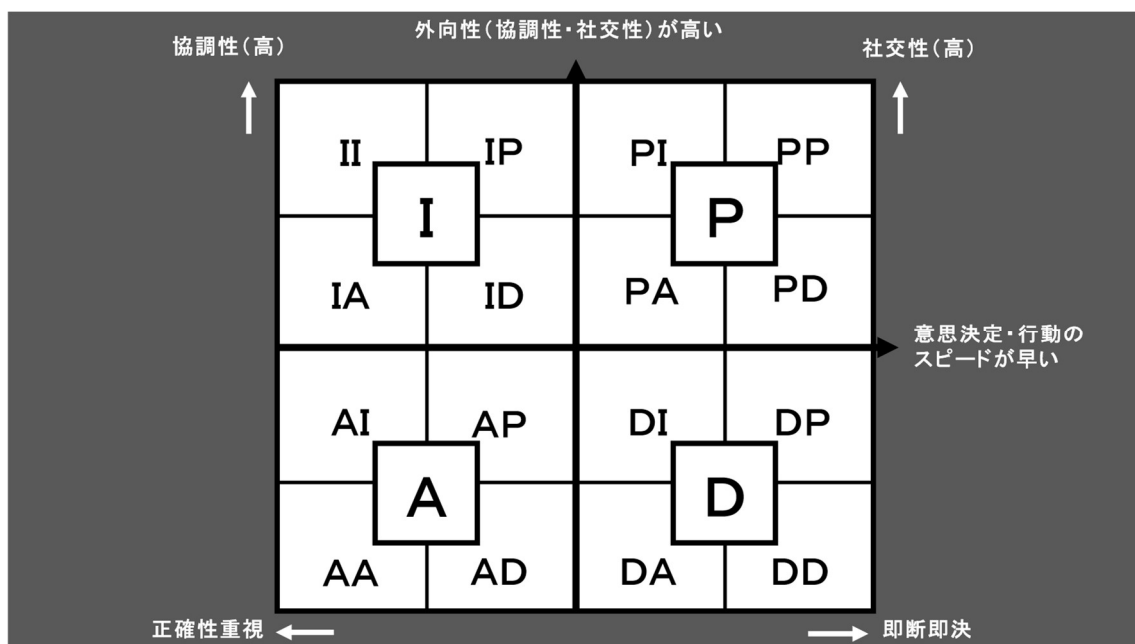 外向性(協調性・社交性)が高い
協調性(高)
社交性(高)
II
IP
PI
PP
I
P
IA
ID
PA
PD
意思決定・行動の
スピードが早い
AI
AP
DI
DP
A
D
AA
AD
DA
DD
正確性重視
即断即決